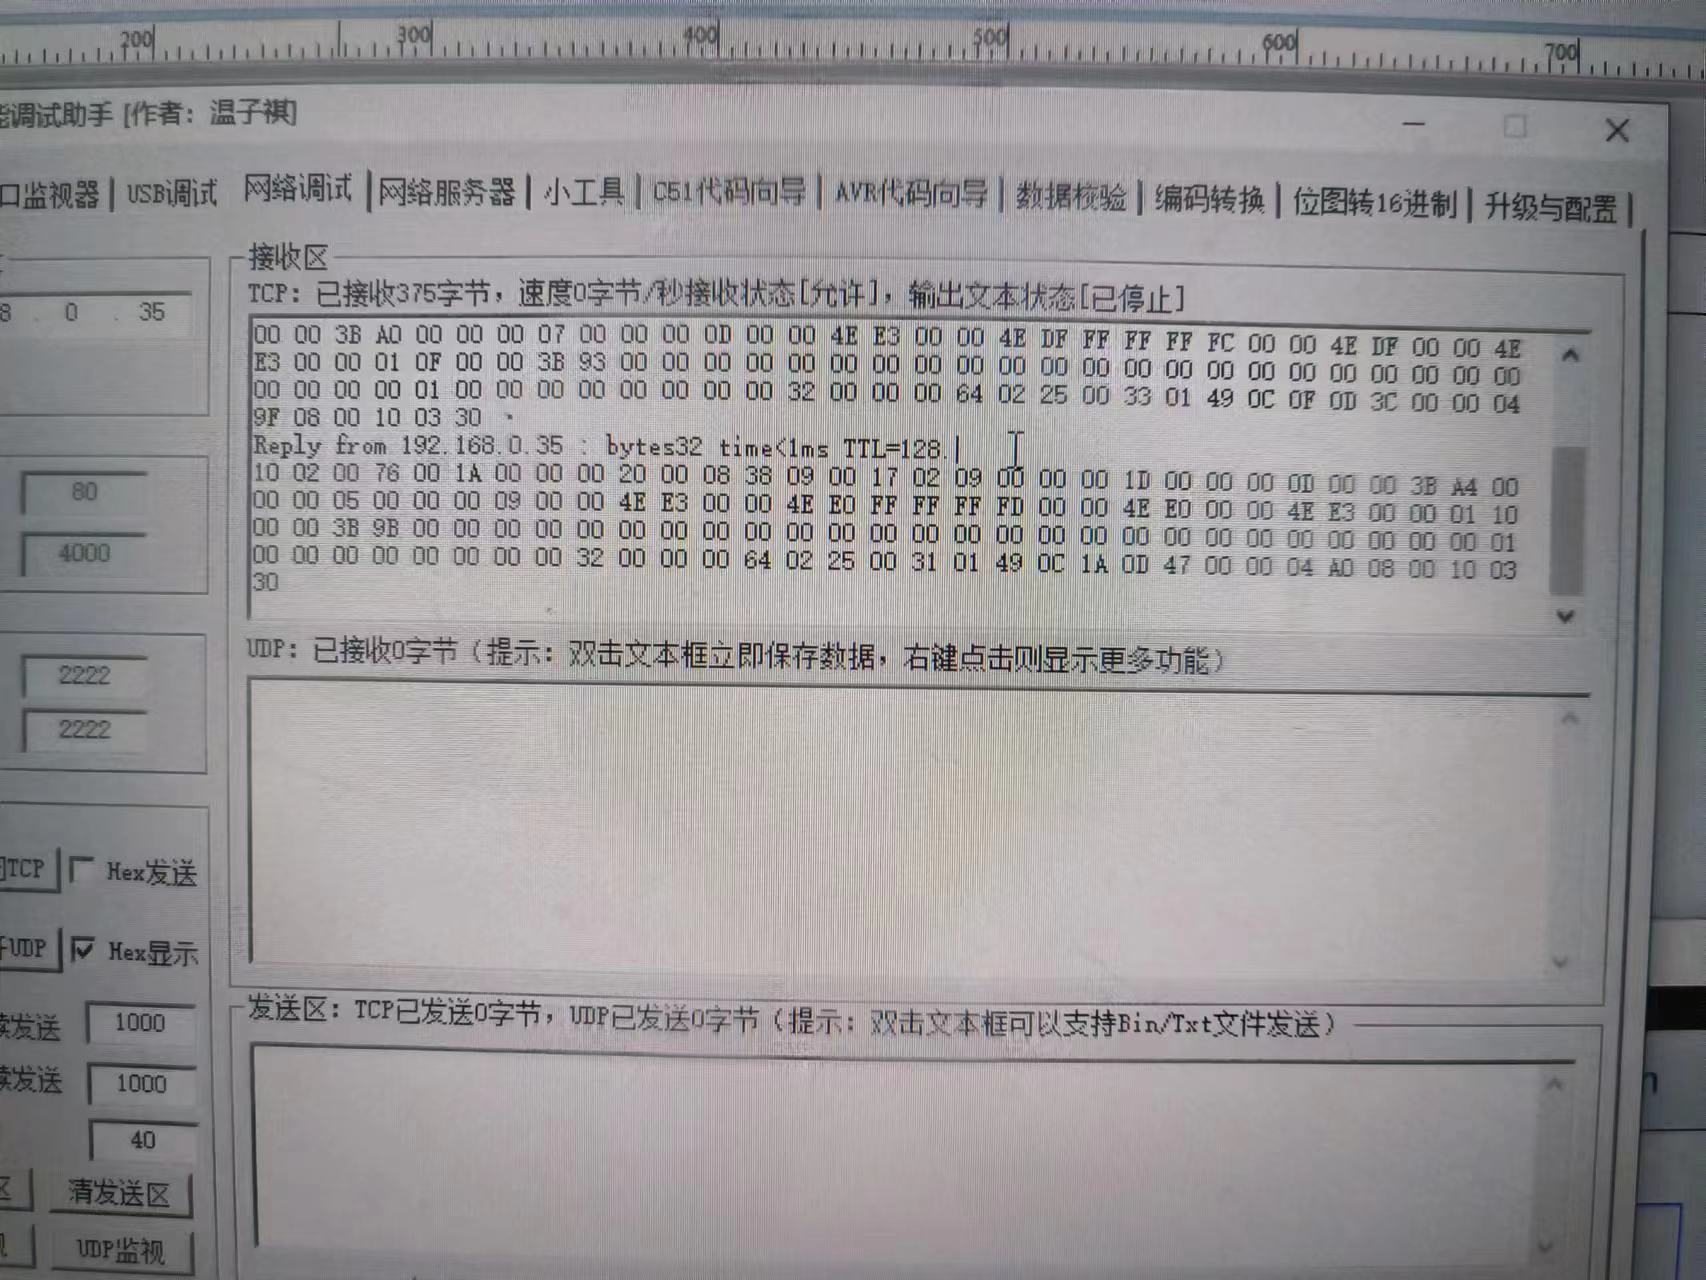 200 300 400 500 600 700
调试助手 [作者: 温子祺]
口监视器 USB调试 网络调试 网络服务器 小工具 C51代码向导 AVR代码向导 数据校验 编码转换 位图转16进制 升级与配置
接收区
8 . 0 . 35
TCP: 已接收375字节, 速度0字节/秒接收状态[允许], 输出文本状态[已停止]
00 00 3B A0 00 00 00 07 00 00 00 0D 00 00 4E E3 00 00 4E DF FF FF FF FC 00 00 4E DF 00 00 4E
E3 00 00 01 0F 00 00 3B 93 00 00 00 00 00 00 00 00 00 00 00 00 00 00 00 00 00 00 00 00 00 00
00 00 00 00 01 00 00 00 00 00 00 00 00 32 00 00 00 64 02 25 00 33 01 49 0C 0F 0D 3C 00 00 04
9F 08 00 10 03 30
Reply from 192.168.0.35 : bytes32 time<1ms TTL=128.
10 02 00 76 00 1A 00 00 00 20 00 08 38 09 00 17 02 09 00 00 00 1D 00 00 00 0D 00 00 3B A4 00
00 00 05 00 00 00 09 00 00 4E E3 00 00 4E E0 FF FF FF FD 00 00 4E E0 00 00 4E E3 00 00 01 10
00 00 3B 9B 00 00 00 00 00 00 00 00 00 00 00 00 00 00 00 00 00 00 00 00 00 00 00 00 00 00 01
00 00 00 00 00 00 00 00 32 00 00 00 64 02 25 00 31 01 49 0C 1A 0D 47 00 00 04 A0 08 00 10 03
30
80
4000
UDP: 已接收0字节(提示: 双击文本框立即保存数据, 右键点击则显示更多功能)
2222
2222
TCP Hex发送
UDP Hex显示
发送区: TCP已发送0字节, UDP已发送0字节(提示: 双击文本框可以支持Bin/Txt文件发送)
续发送 1000
续发送 1000
40
区 清发送区
视 UDP监视